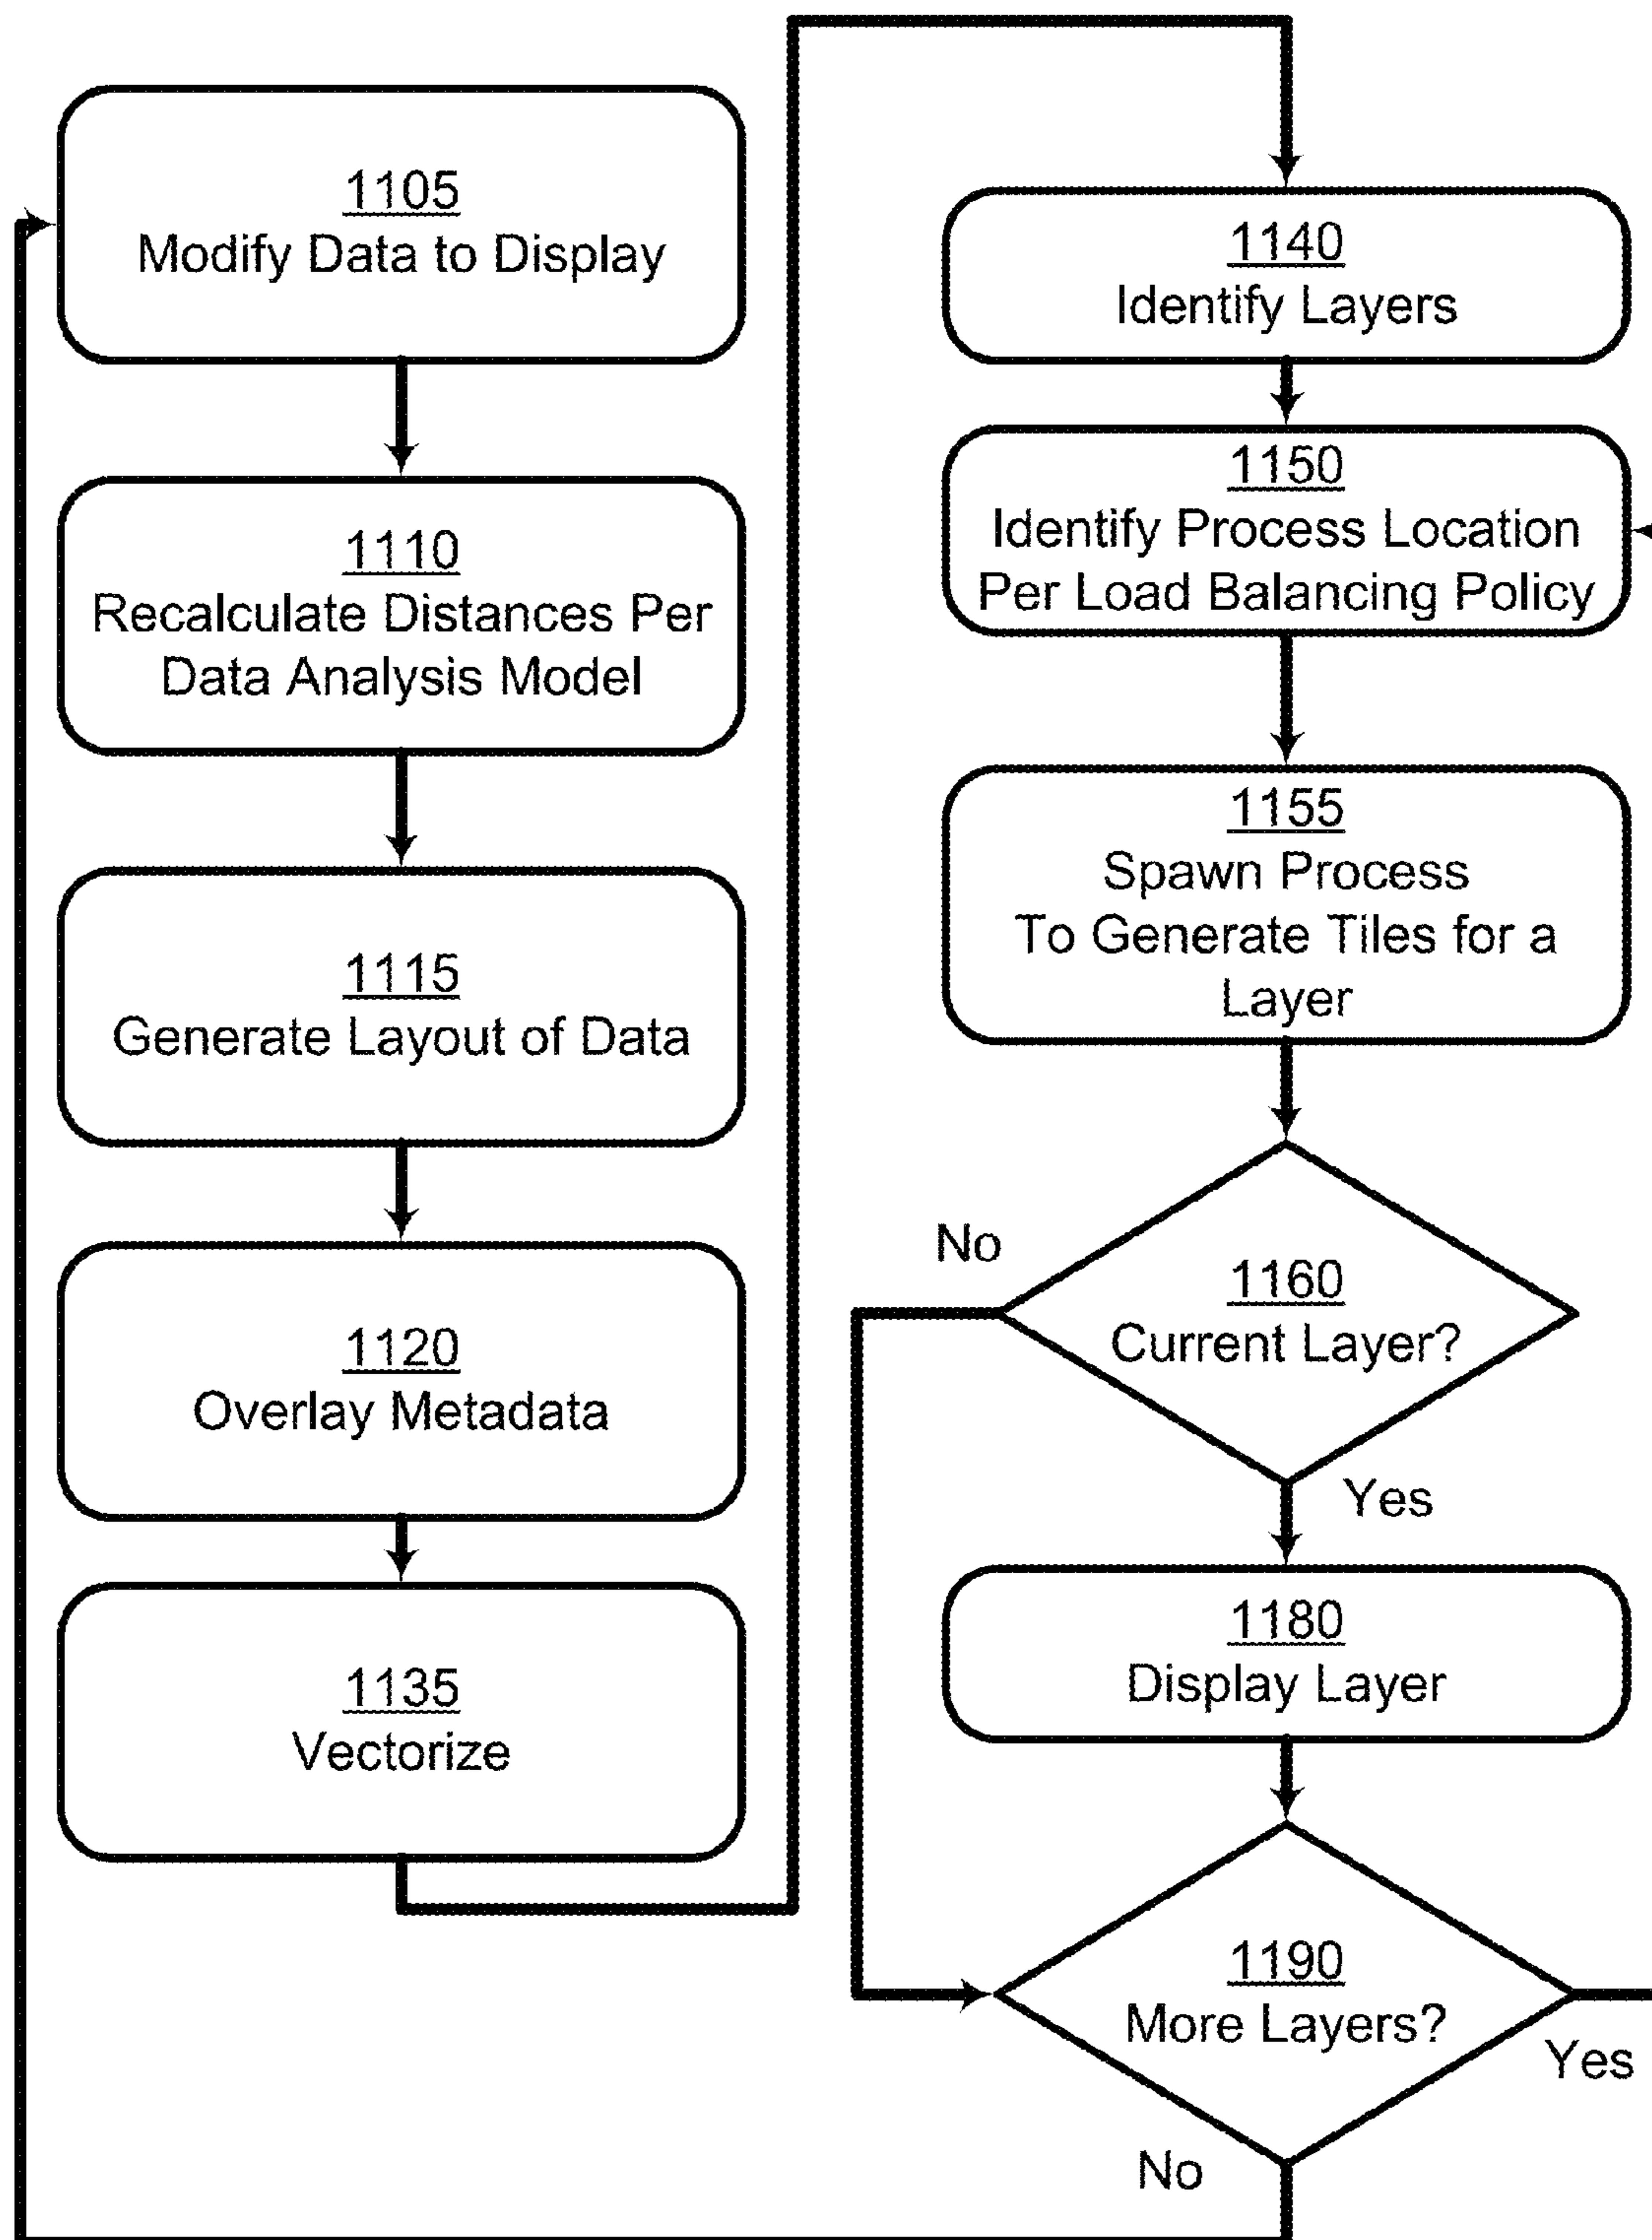 1105
Modify Data to Display
1110
Recalculate Distances Per
Data Analysis Model
1115
Generate Layout of Data
1120
Overlay Metadata
1135
Vectorize
1140
Identify Layers
1150
Identify Process Location
Per Load Balancing Policy
1155
Spawn Process
To Generate Tiles for a
Layer
No
1160
Current Layer?
Yes
1180
Display Layer
1190
More Layers?
Yes
No